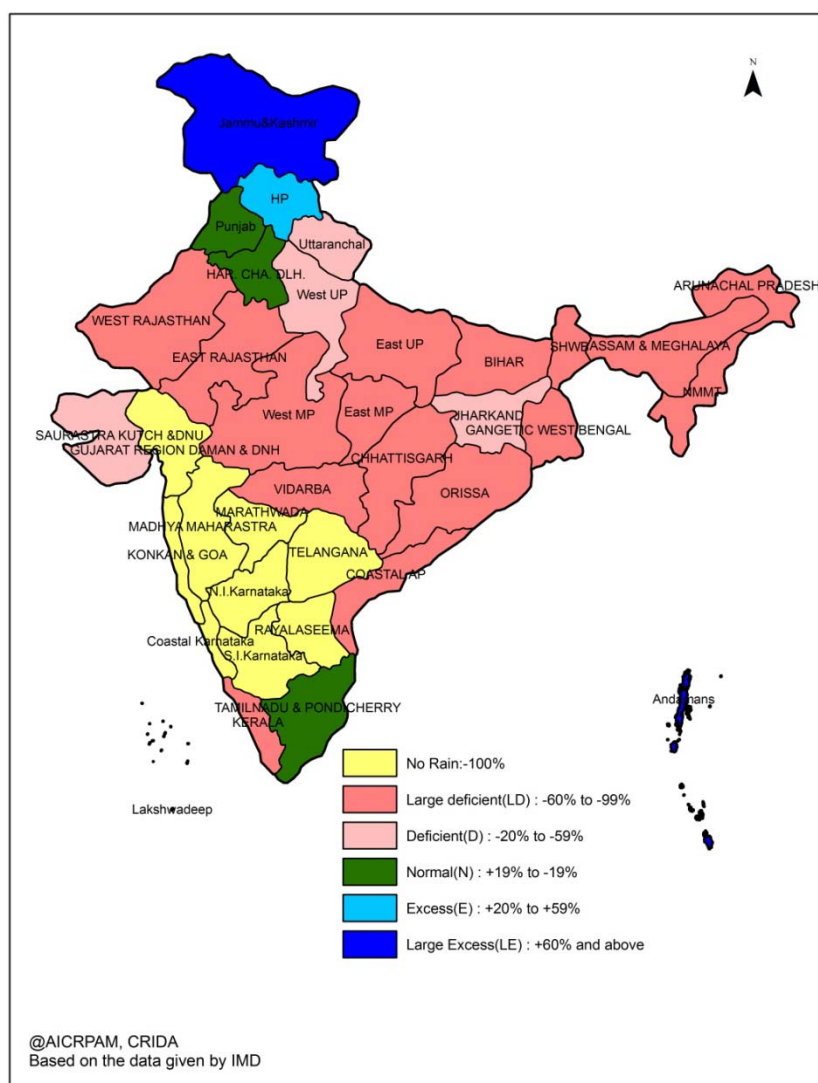 N
Jammu&Kashmir
HP
Punjab
Uttaranchal
HAR. CHA. DLH.
West UP
ARUNACHAL PRADESH
WEST RAJASTHAN
EAST RAJASTHAN
East UP
BIHAR
SHWB
ASSAM & MEGHALAYA
NMMT
West MP
East MP
JHARKAND
GANGETIC WEST BENGAL
SAURASTRA KUTCH &DNU
GUJARAT REGION DAMAN & DNH
CHHATTISGARH
VIDARBA
ORISSA
MARATHWADA
MADHYA MAHARASTRA
KONKAN & GOA
TELANGANA
COASTAL AP
N.I.Karnataka
RAYALASEEMA
Coastal Karnataka
S.I.Karnataka
TAMILNADU & PONDICHERRY
KERALA
Andamans
Lakshwadeep
No Rain:-100%
Large deficient(LD) : -60% to -99%
Deficient(D) : -20% to -59%
Normal(N) : +19% to -19%
Excess(E) : +20% to +59%
Large Excess(LE) : +60% and above
@AICRPAM, CRIDA
Based on the data given by IMD